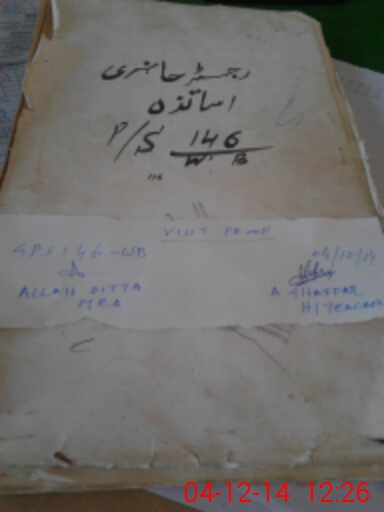 رجسٹر حاضری
اساتذہ
P/S 146
W B
VISIT PROOF
GPS 146-WB
04/12/14
ALLAH DITTA
MEA
A GHAFFAR
H/TEACHER
04-12-14 12:26